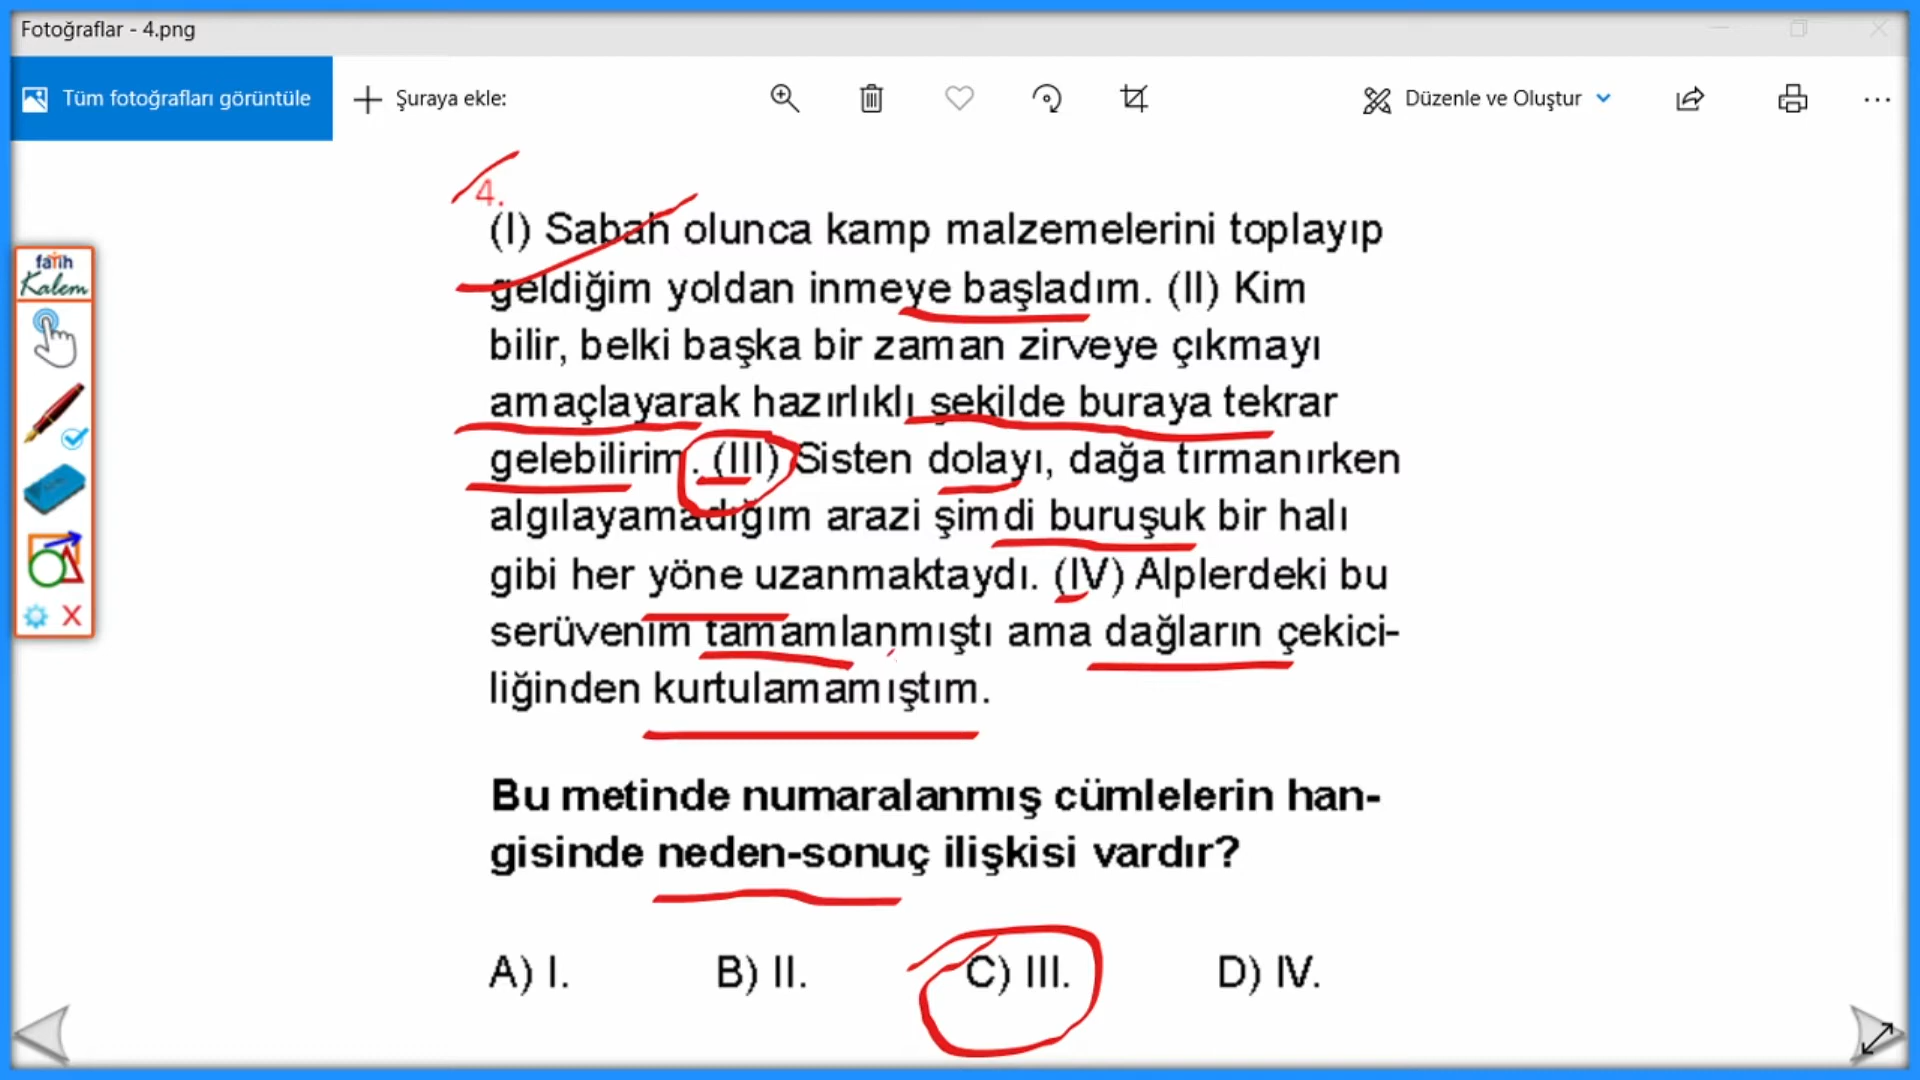 Fotoğraflar - 4.png
Tüm fotoğrafları görüntüle
Şuraya ekle:
Düzenle ve Oluştur
fatih
Kalem
4.
(I) Sabah olunca kamp malzemelerini toplayıp
geldiğim yoldan inmeye başladım. (II) Kim
bilir, belki başka bir zaman zirveye çıkmayı
amaçlayarak hazırlıklı şekilde buraya tekrar
gelebilirim. (III) Sisten dolayı, dağa tırmanırken
algılayamadığım arazi şimdi buruşuk bir halı
gibi her yöne uzanmaktaydı. (IV) Alplerdeki bu
serüvenim tamamlanmıştı ama dağların çekici-
liğinden kurtulamamıştım.
Bu metinde numaralanmış cümlelerin han-
gisinde neden-sonuç ilişkisi vardır?
A) I. B) II. C) III. D) IV.